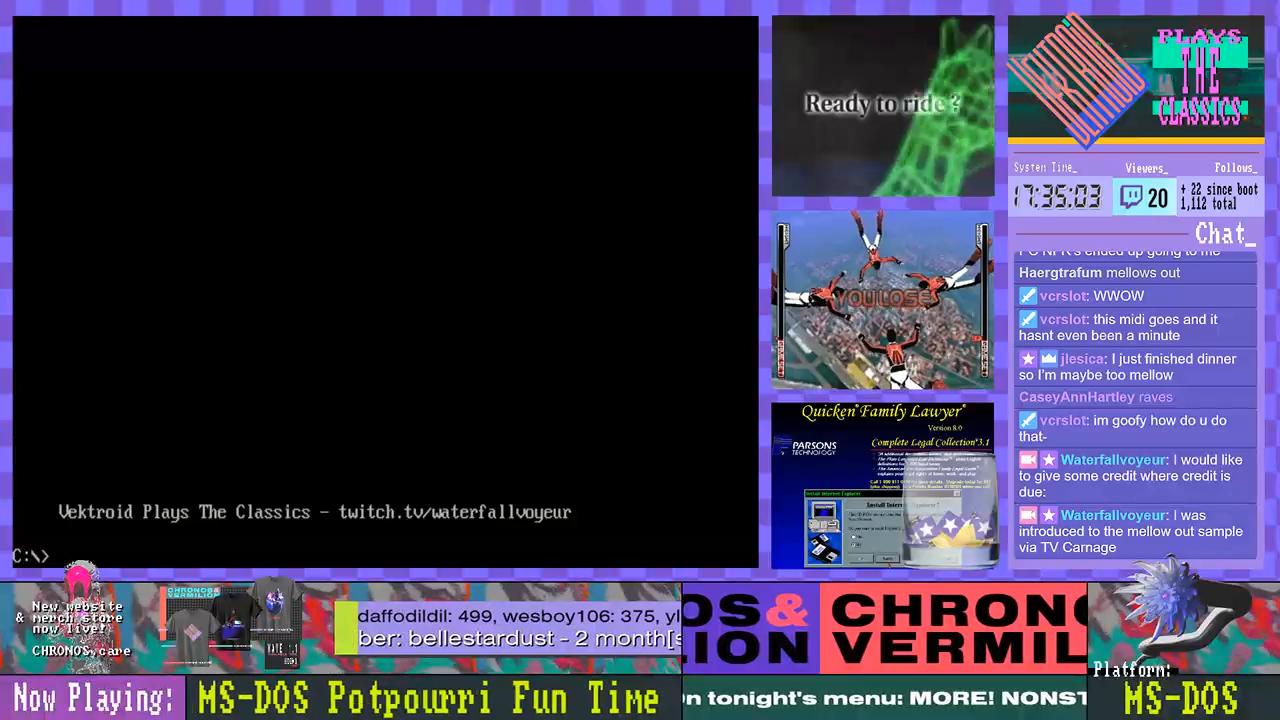 Vektroid Plays The Classics - twitch.tv/waterfallvoyeur
C:\>
Ready to ride?
YOU LOSE
Quicken Family Lawyer
Version 8.0
PARSONS
TECHNOLOGY
Complete Legal Collection 3.1
PLAYS
THE
CLASSICS
System Time_
Viewers_
Follows_
17:35:03
20
+ 22 since boot
1,112 total
Chat_
Haergtrafum mellows out
vcrslot: WWOW
vcrslot: this midi goes and it
hasnt even been a minute
jlesica: I just finished dinner
so I'm maybe too mellow
CaseyAnnHartley raves
vcrslot: im goofy how do u do
that-
Waterfallvoyeur: I would like
to give some credit where credit is
due:
Waterfallvoyeur: I was
introduced to the mellow out sample
via TV Carnage
New website
& merch store
now live!
CHRONOS.care
daffodildil: 499, wesboy106: 375, yl
ber: bellestardust - 2 month[s
OS& CHRONO
LION VERMIL
Platform:
MS-DOS
Now Playing:
MS-DOS Potpourri Fun Time
n tonight's menu: MORE! NONST